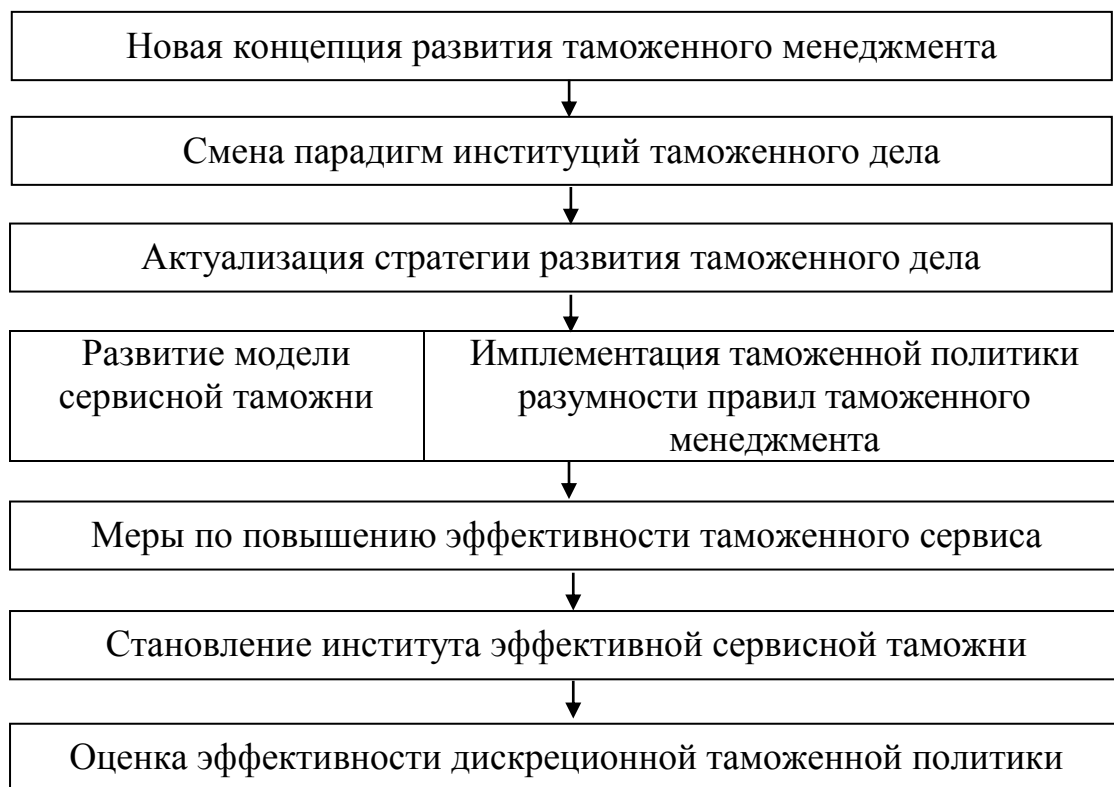 Новая концепция развития таможенного менеджмента
Смена парадигм институций таможенного дела
Актуализация стратегии развития таможенного дела
Развитие модели
сервисной таможни
Имплементация таможенной политики
разумности правил таможенного
менеджмента
Меры по повышению эффективности таможенного сервиса
Становление института эффективной сервисной таможни
Оценка эффективности дискреционной таможенной политики